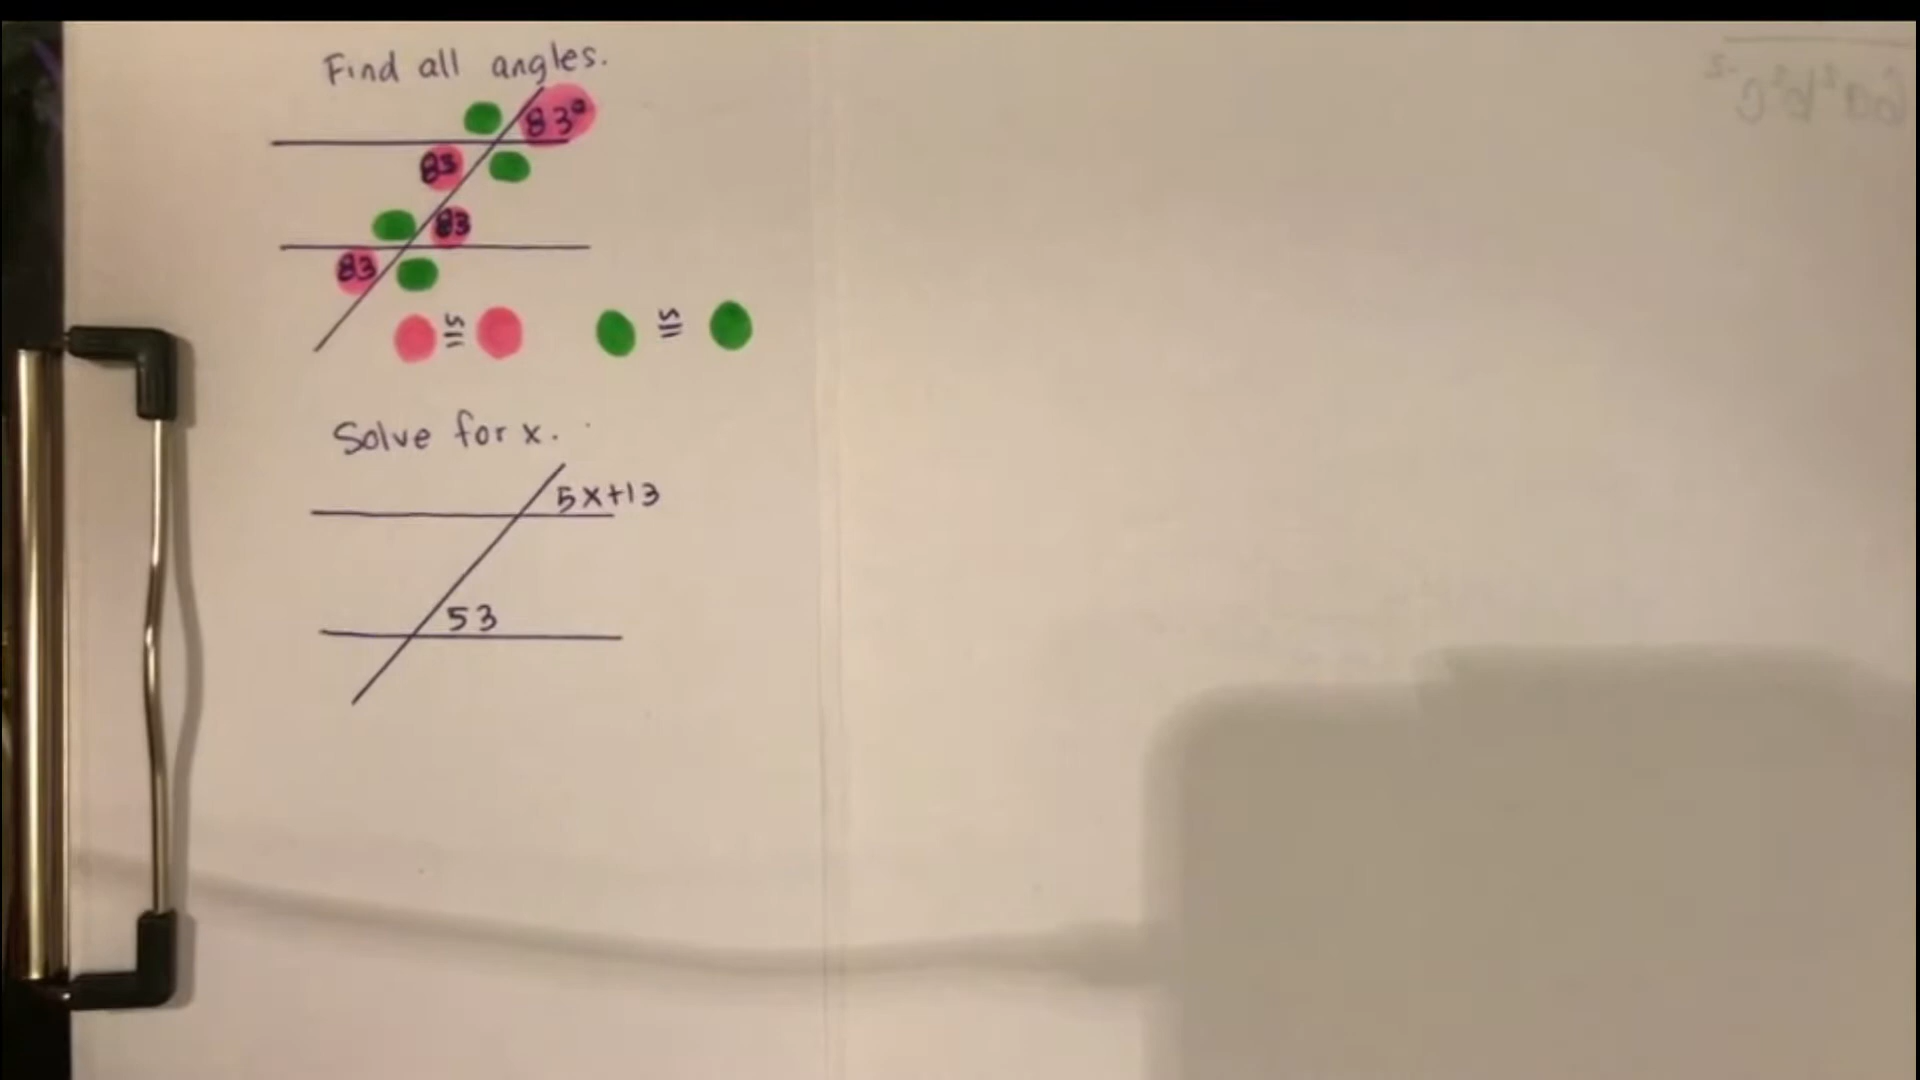 Find all angles.
83°
83
83
83
≅ ≅
Solve for x.
5x+13
53